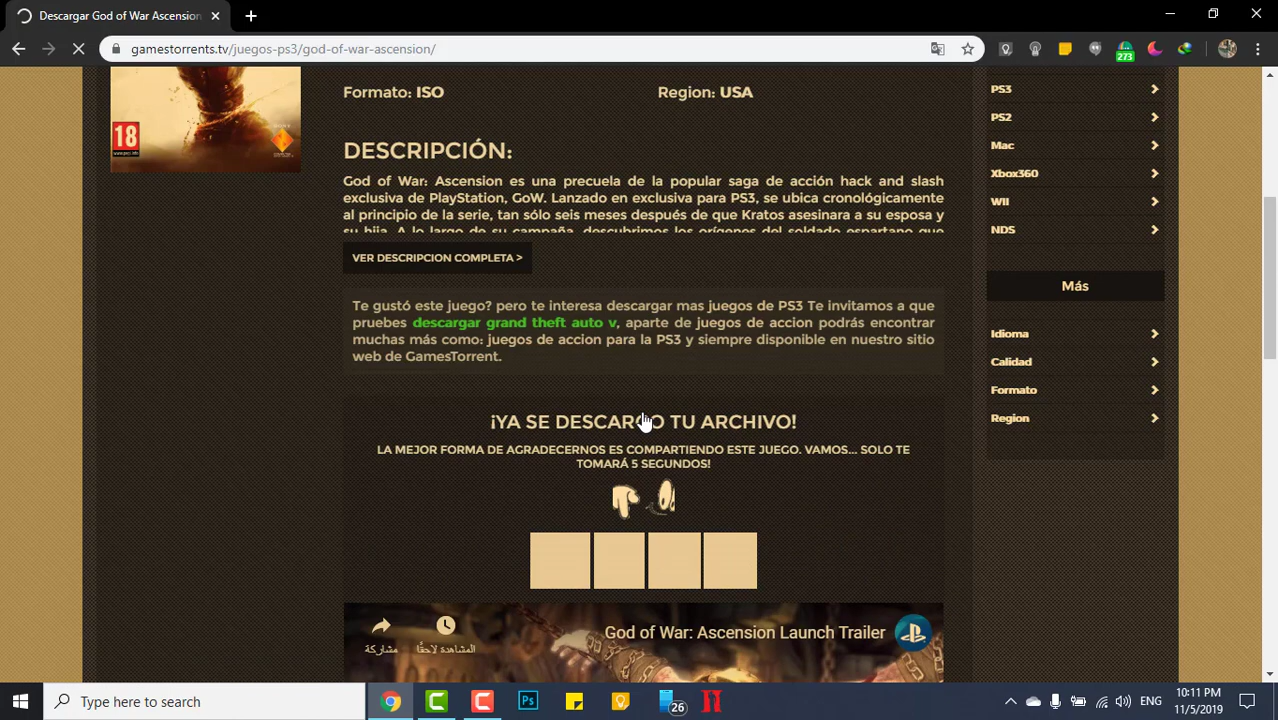 Descargar God of War Ascension
gamestorrents.tv/juegos-ps3/god-of-war-ascension/
273
18
Formato: ISO
Region: USA
DESCRIPCIÓN:
God of War: Ascension es una precuela de la popular saga de acción hack and slash
exclusiva de PlayStation, GoW. Lanzado en exclusiva para PS3, se ubica cronológicamente
al principio de la serie, tan sólo seis meses después de que Kratos asesinara a su esposa y
su hija. A lo largo de su campaña, descubrimos los orígenes del soldado espartano que
VER DESCRIPCION COMPLETA >
Te gustó este juego? pero te interesa descargar mas juegos de PS3 Te invitamos a que
pruebes descargar grand theft auto v, aparte de juegos de accion podrás encontrar
muchas más como: juegos de accion para la PS3 y siempre disponible en nuestro sitio
web de GamesTorrent.
¡YA SE DESCARGO TU ARCHIVO!
LA MEJOR FORMA DE AGRADECERNOS ES COMPARTIENDO ESTE JUEGO. VAMOS... SOLO TE
TOMARÁ 5 SEGUNDOS!
God of War: Ascension Launch Trailer
المشاهدة لاحقًا
مشاركة
PS3
PS2
Mac
Xbox360
WII
NDS
Más
Idioma
Calidad
Formato
Region
Type here to search
26
ENG
10:11 PM
11/5/2019